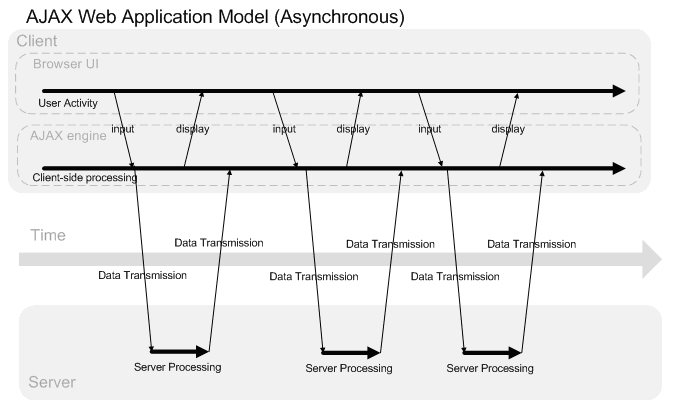 AJAX Web Application Model (Asynchronous)
Client
Browser UI
User Activity
input display input display input display
AJAX engine
Client-side processing
Time
Data Transmission Data Transmission Data Transmission
Data Transmission Data Transmission Data Transmission
Server Processing Server Processing Server Processing
Server